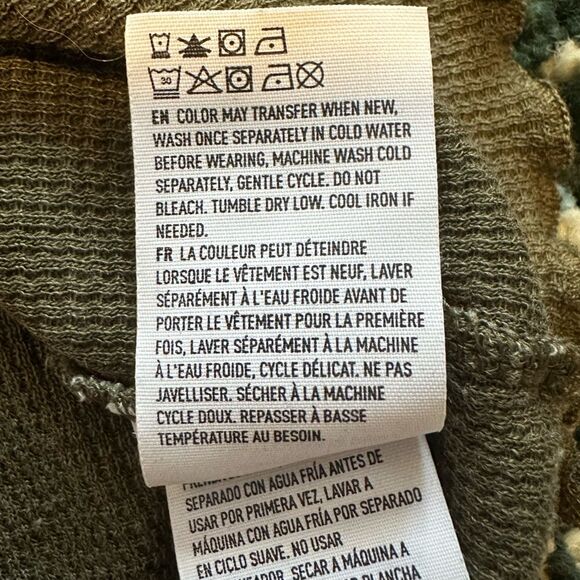 30
EN COLOR MAY TRANSFER WHEN NEW,
WASH ONCE SEPARATELY IN COLD WATER
BEFORE WEARING, MACHINE WASH COLD
SEPARATELY, GENTLE CYCLE. DO NOT
BLEACH. TUMBLE DRY LOW. COOL IRON IF
NEEDED.
FR LA COULEUR PEUT DÉTEINDRE
LORSQUE LE VÊTEMENT EST NEUF, LAVER
SÉPARÉMENT À L'EAU FROIDE AVANT DE
PORTER LE VÊTEMENT POUR LA PREMIÈRE
FOIS, LAVER SÉPARÉMENT À LA MACHINE
À L'EAU FROIDE, CYCLE DÉLICAT. NE PAS
JAVELLISER. SÉCHER À LA MACHINE
CYCLE DOUX. REPASSER À BASSE
TEMPÉRATURE AU BESOIN.
SEPARADO CON AGUA FRÍA ANTES DE
USAR POR PRIMERA VEZ, LAVAR A
MÁQUINA CON AGUA FRÍA POR SEPARADO
EN CICLO SUAVE. NO USAR
SECAR A MÁQUINA A
PLANCHA